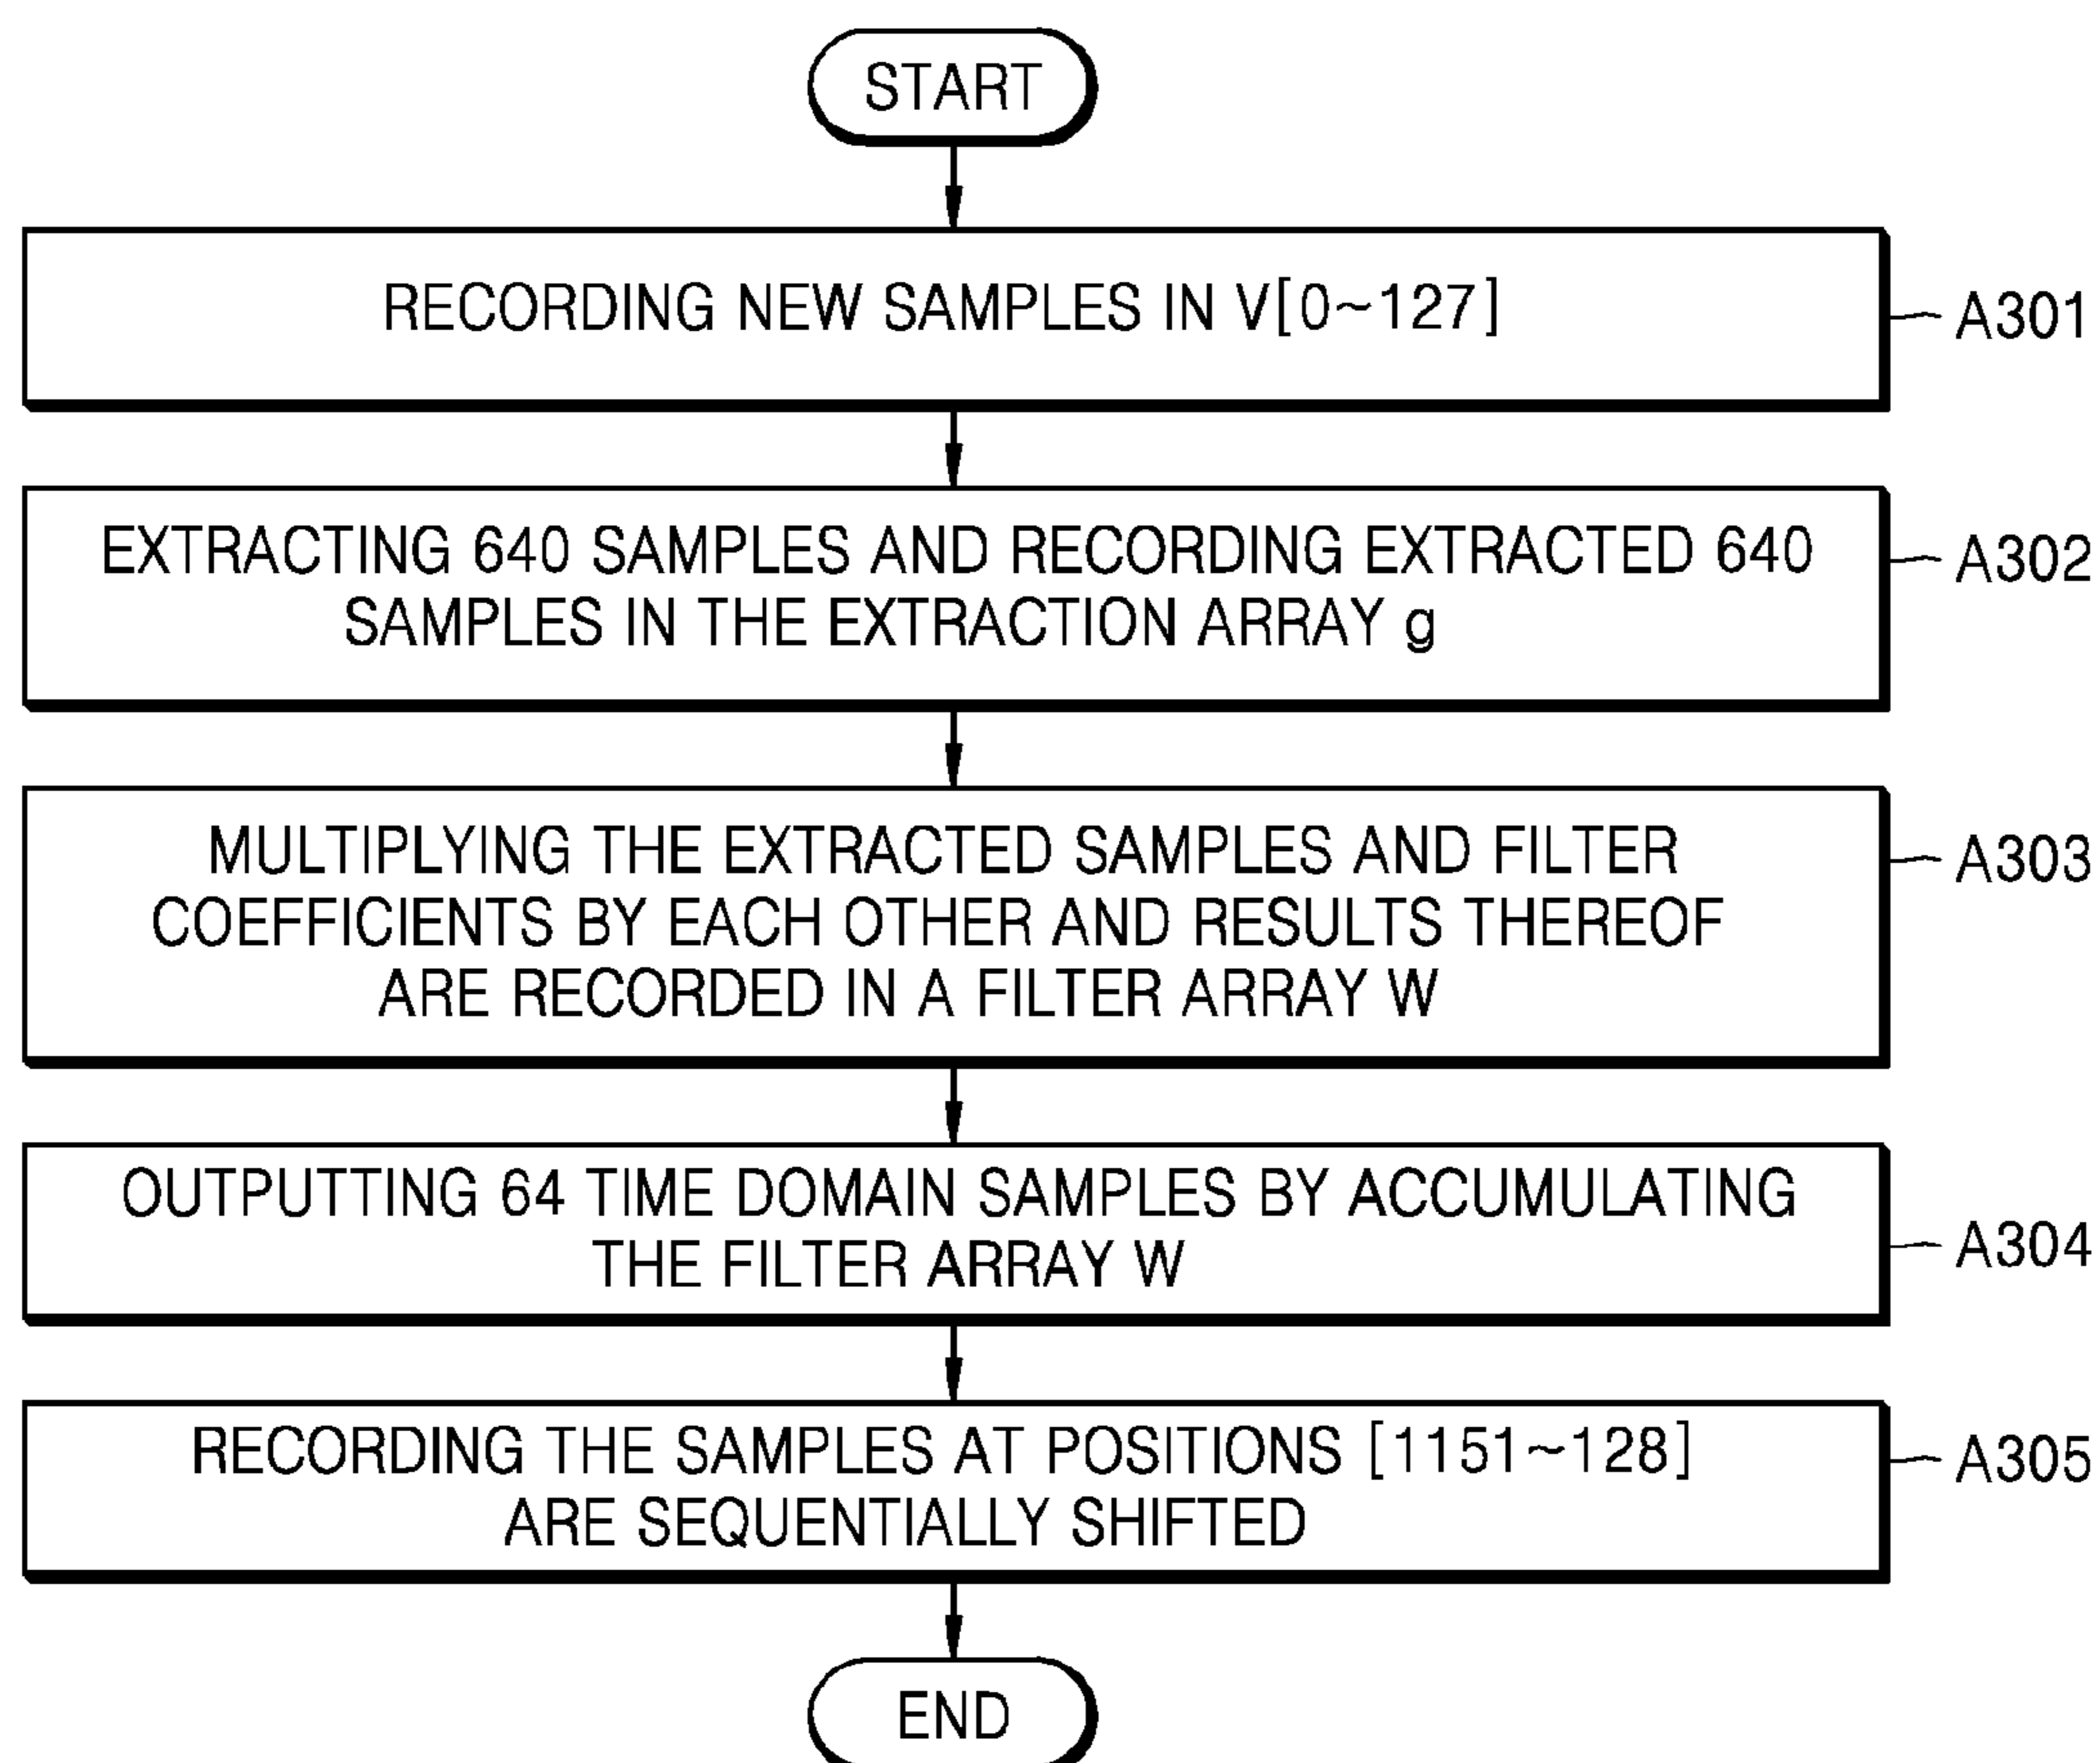 START
RECORDING NEW SAMPLES IN V[0~127]
A301
EXTRACTING 640 SAMPLES AND RECORDING EXTRACTED 640
SAMPLES IN THE EXTRACTION ARRAY g
A302
MULTIPLYING THE EXTRACTED SAMPLES AND FILTER
COEFFICIENTS BY EACH OTHER AND RESULTS THEREOF
ARE RECORDED IN A FILTER ARRAY W
A303
OUTPUTTING 64 TIME DOMAIN SAMPLES BY ACCUMULATING
THE FILTER ARRAY W
A304
RECORDING THE SAMPLES AT POSITIONS [1151~128]
ARE SEQUENTIALLY SHIFTED
A305
END